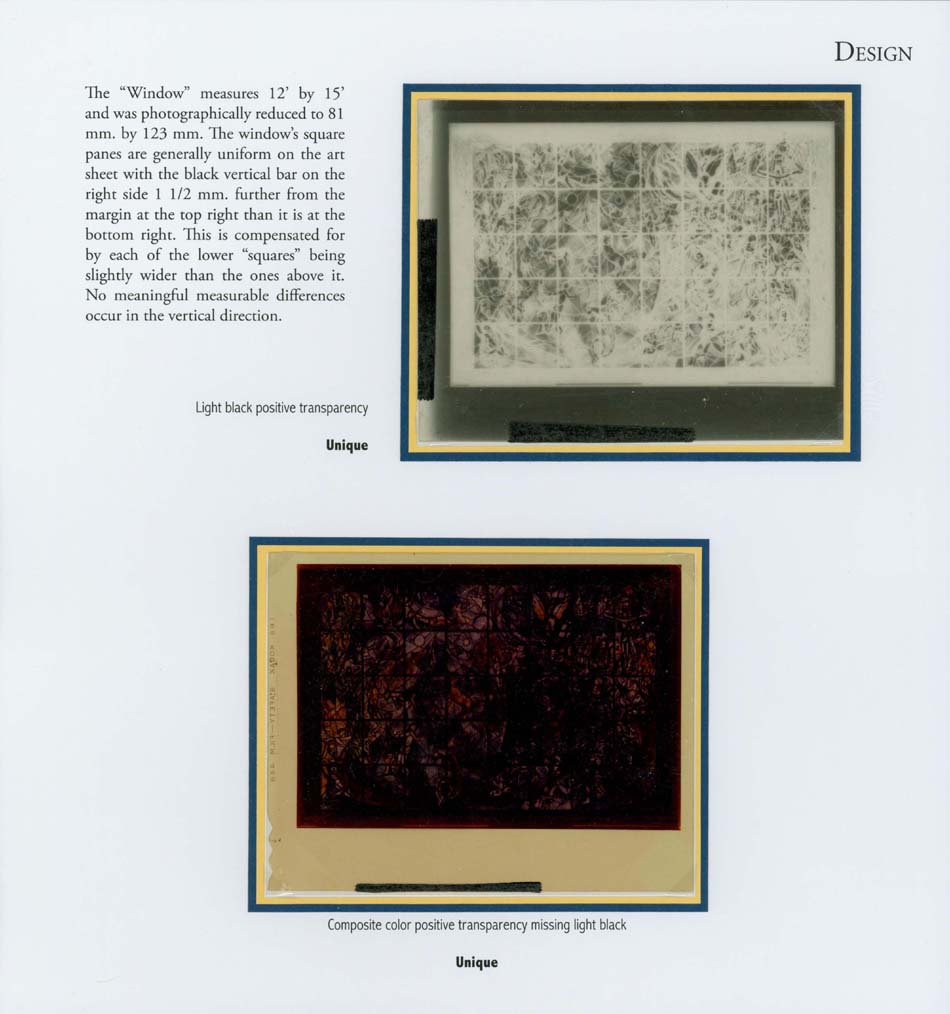 DESIGN
The “Window” measures 12’ by 15’
and was photographically reduced to 81
mm. by 123 mm. The window’s square
panes are generally uniform on the art
sheet with the black vertical bar on the
right side 1 1/2 mm. further from the
margin at the top right than it is at the
bottom right. This is compensated for
by each of the lower “squares” being
slightly wider than the ones above it.
No meaningful measurable differences
occur in the vertical direction.
Light black positive transparency
Unique
Composite color positive transparency missing light black
Unique